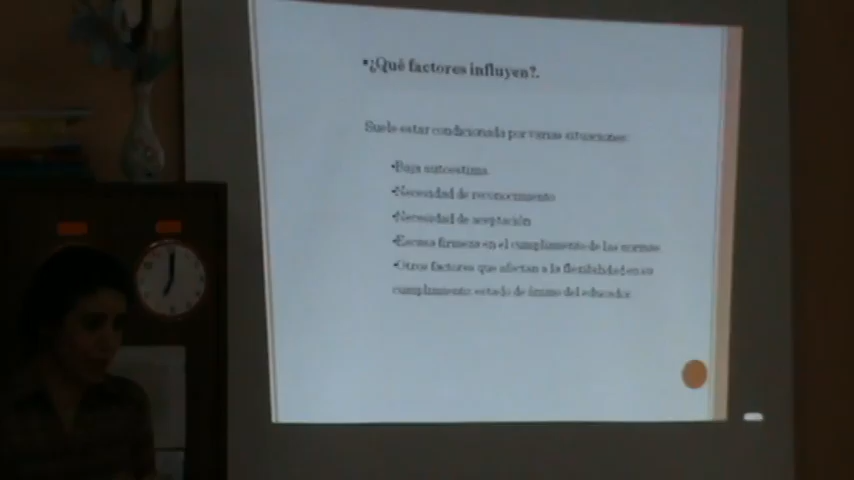 •¿Qué factores influyen?.
Suele estar condicionada por varias situaciones:
•Baja autoestima.
•Necesidad de reconocimiento
•Necesidad de aceptación
•Escasa firmeza en el cumplimiento de las normas
•Otros factores que afectan a la flexibilidad en su
cumplimiento: estado de ánimo del educador